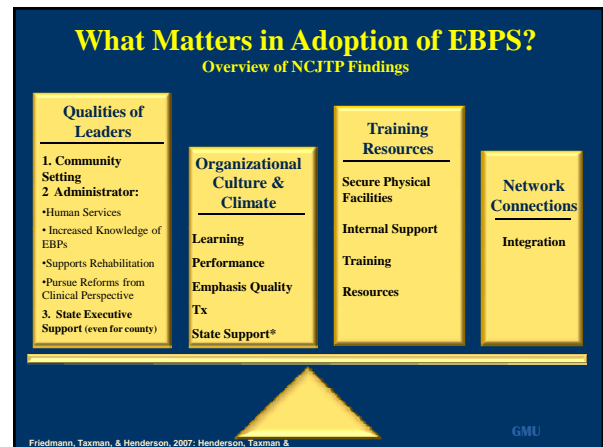 What Matters in Adoption of EBPS?
Overview of NCJTP Findings
Qualities of
Leaders
1. Community
Setting
2 Administrator:
•Human Services
• Increased Knowledge of
EBPs
•Supports Rehabilitation
•Pursue Reforms from
Clinical Perspective
3. State Executive
Support (even for county)
Organizational
Culture &
Climate
Learning
Performance
Emphasis Quality
Tx
State Support*
Training
Resources
Secure Physical
Facilities
Internal Support
Training
Resources
Network
Connections
Integration
Friedmann, Taxman, & Henderson, 2007: Henderson, Taxman &
GMU